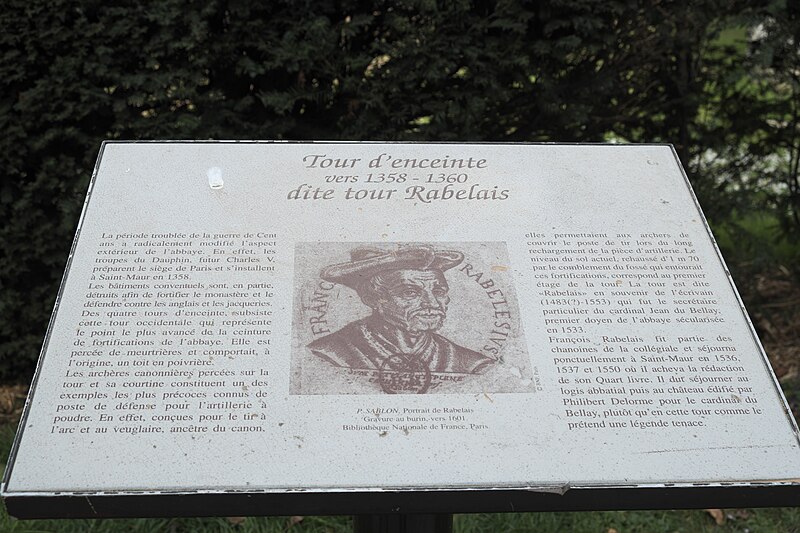 Tour d'enceinte
vers 1358 - 1360
dite tour Rabelais
La période troublée de la guerre de Cent
ans a radicalement modifié l'aspect
extérieur de l'abbaye. En effet, les
troupes du Dauphin, futur Charles V,
préparent le siège de Paris et s'installent
à Saint-Maur en 1358.
Les bâtiments conventuels sont, en partie,
détruits afin de fortifier le monastère et le
défendre contre les anglais et les jacqueries.
Des quatre tours d'enceinte, subsiste
cette tour occidentale qui représente
le point le plus avancé de la ceinture
de fortifications de l'abbaye. Elle est
percée de meurtrières et comportait, à
l'origine, un toit en poivrière.
Les archères canonnières percées sur la
tour et sa courtine constituent un des
exemples les plus précoces connus de
poste de défense pour l'artillerie à
poudre. En effet, conçues pour le tir à
l'arc et au veuglaire, ancêtre du canon,
FRANC
RABETESIVS
P. SABLON, Portrait de Rabelais
Gravure au burin, vers 1601
Bibliothèque Nationale de France, Paris
elles permettaient aux archers de
couvrir le poste de tir lors du long
rechargement de la pièce d'artillerie. Le
niveau du sol actuel, rehaussé d'1 m 70
par le comblement du fossé qui entourait
ces fortifications, correspond au premier
étage de la tour. La tour est dite
«Rabelais» en souvenir de l'écrivain
(1483(?)-1553) qui fut le secrétaire
particulier du cardinal Jean du Bellay,
premier doyen de l'abbaye sécularisée
en 1533.
François Rabelais fit partie des
chanoines de la collégiale et séjourna
ponctuellement à Saint-Maur en 1536,
1537 et 1550 où il acheva la rédaction
de son Quart livre. Il dut séjourner au
logis abbatial puis au château édifié par
Philibert Delorme pour le cardinal du
Bellay, plutôt qu'en cette tour comme le
prétend une légende tenace.